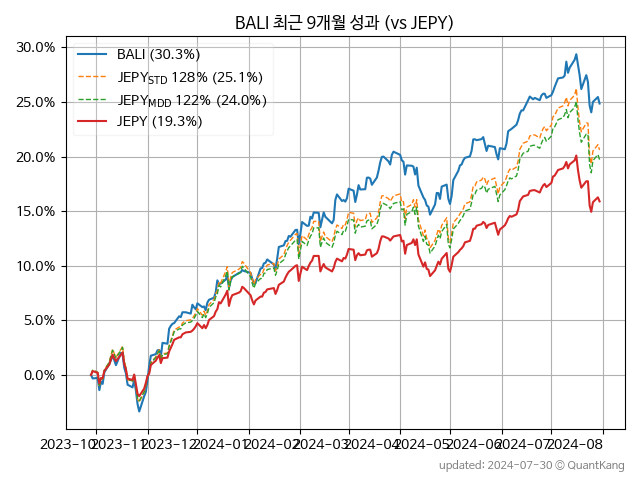 BALI 최근 9개월 성과 (vs JEPY)
BALI (30.3%)
JEPYSTD 128% (25.1%)
JEPYMDD 122% (24.0%)
JEPY (19.3%)
30.0%
25.0%
20.0%
15.0%
10.0%
5.0%
0.0%
2023-10 2023-11 2023-12 2024-01 2024-02 2024-03 2024-04 2024-05 2024-06 2024-07 2024-08
updated: 2024-07-30 © QuantKang